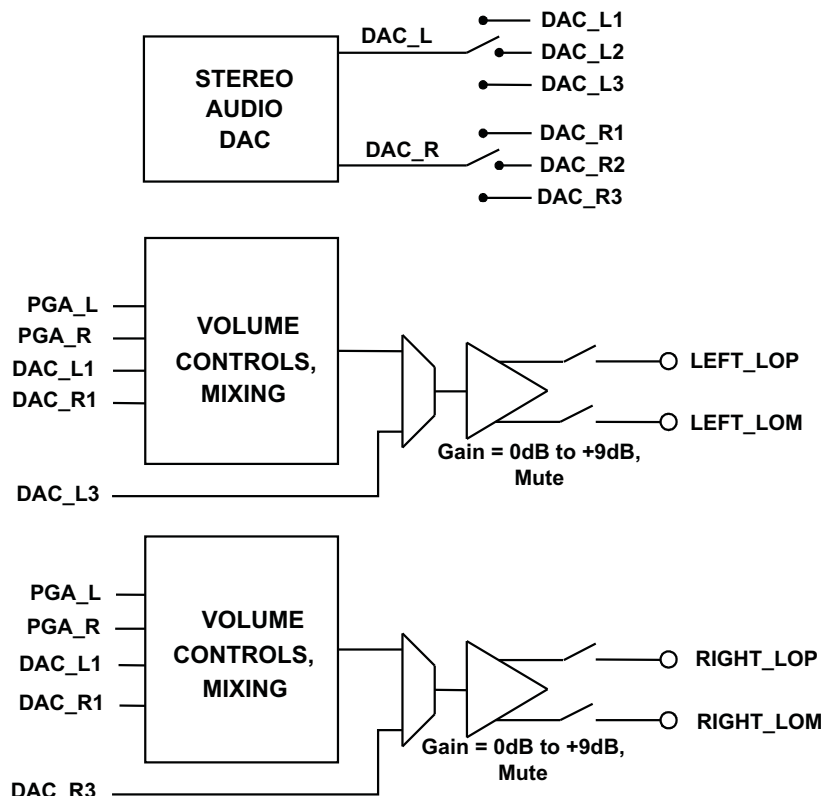 DAC_L1
DAC_L
DAC_L2
STEREO
AUDIO
DAC
DAC_L3
DAC_R1
DAC_R
DAC_R2
DAC_R3
PGA_L
PGA_R
DAC_L1
DAC_R1
VOLUME
CONTROLS,
MIXING
LEFT_LOP
LEFT_LOM
Gain = 0dB to +9dB,
Mute
DAC_L3
PGA_L
PGA_R
DAC_L1
DAC_R1
VOLUME
CONTROLS,
MIXING
RIGHT_LOP
RIGHT_LOM
Gain = 0dB to +9dB,
Mute
DAC_R3